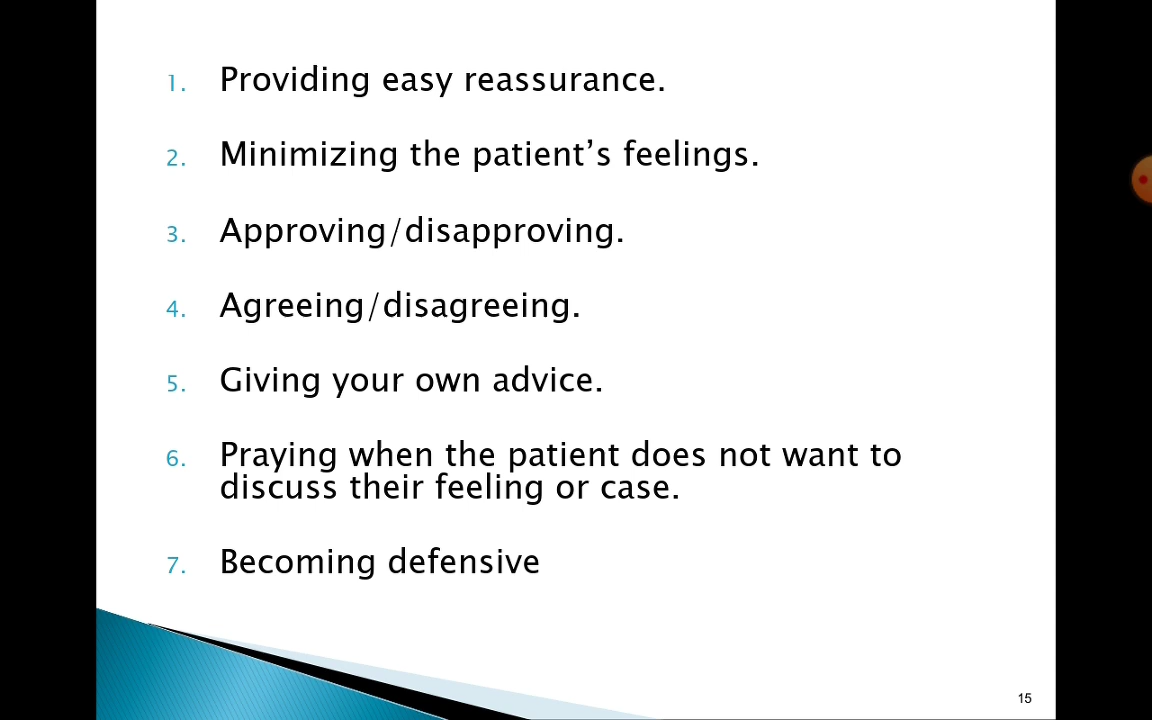 1. Providing easy reassurance.
2. Minimizing the patient’s feelings.
3. Approving/disapproving.
4. Agreeing/disagreeing.
5. Giving your own advice.
6. Praying when the patient does not want to
discuss their feeling or case.
7. Becoming defensive
15